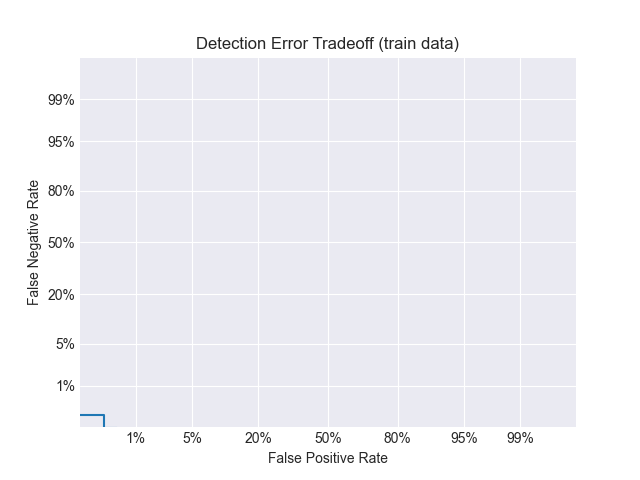 Detection Error Tradeoff (train data)
False Negative Rate
99%
95%
80%
50%
20%
5%
1%
1% 5% 20% 50% 80% 95% 99%
False Positive Rate